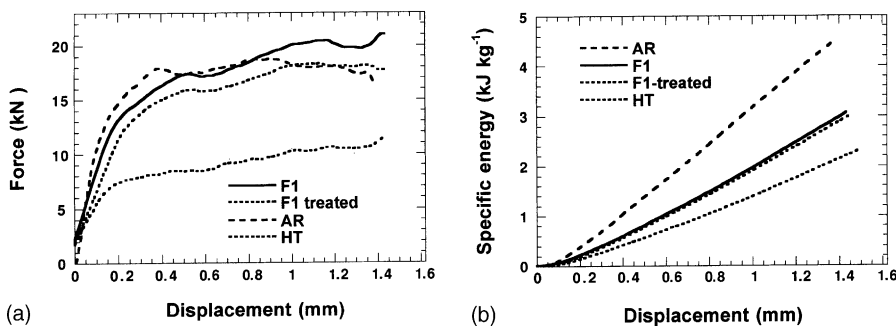 Force (kN)
20
15
10
5
0
0
0.2
0.4
0.6
0.8
1
1.2
1.4
1.6
F1
F1 treated
AR
HT
Displacement (mm)
(a)
Specific energy (kJ kg-1)
5
4
3
2
1
0
0
0.2
0.4
0.6
0.8
1
1.2
1.4
1.6
AR
F1
F1-treated
HT
Displacement (mm)
(b)